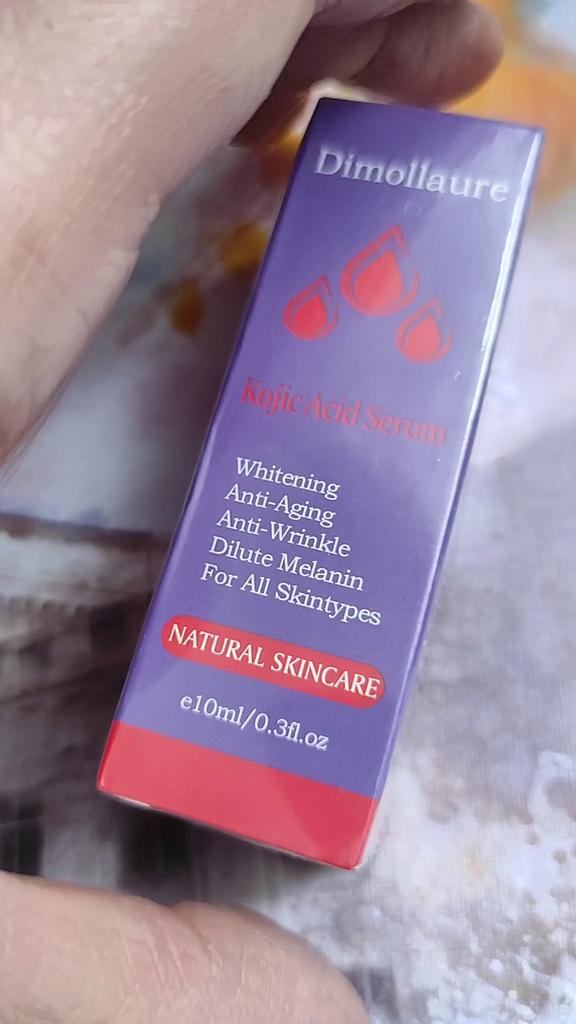 Dimollaure
Kojic Acid Serum
Whitening
Anti-Aging
Anti-Wrinkle
Dilute Melanin
For All Skintypes
NATURAL SKINCARE
e10ml/0.3fl.oz